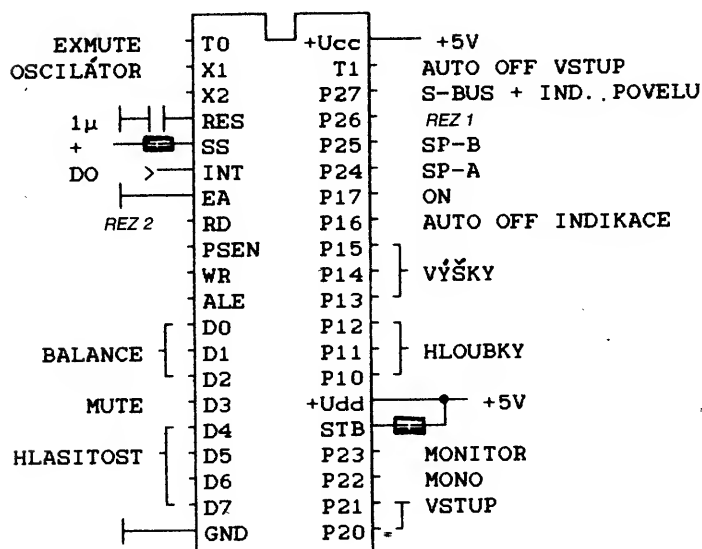 EXMUTE T0 +Ucc +5V
OSCILÁTOR X1 T1 AUTO OFF VSTUP
X2 P27 S-BUS + IND.. POVELU
1µ RES P26 REZ 1
+ SS P25 SP-B
DO > INT P24 SP-A
EA P17 ON
REZ 2 RD P16 AUTO OFF INDIKACE
PSEN P15
WR P14 VÝŠKY
ALE P13
D0 P12
BALANCE D1 P11 HLOUBKY
D2 P10
MUTE D3 +Udd +5V
D4 STB
HLASITOST D5 P23 MONITOR
D6 P22 MONO
D7 P21 VSTUP
GND P20